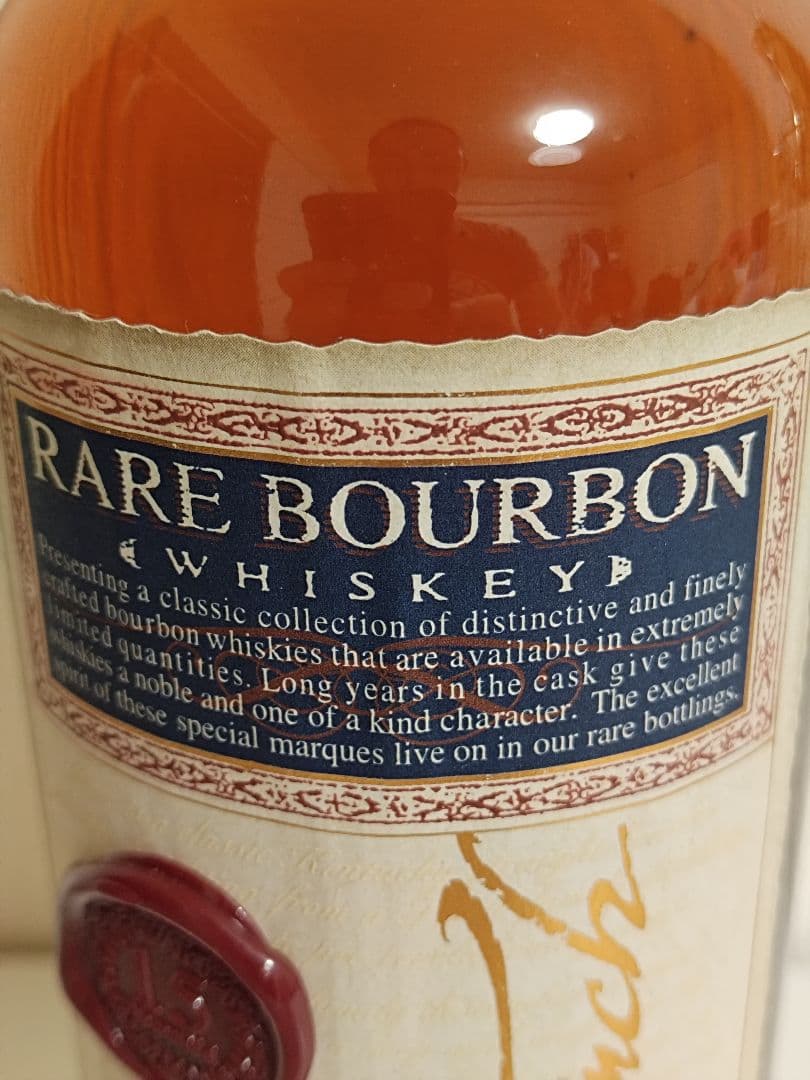 RARE BOURBON
WHISKEY
Presenting a classic collection of distinctive and finely
crafted bourbon whiskies that are available in extremely
limited quantities. Long years in the cask give these
whiskies a noble and one of a kind character. The excellent
spirit of these special marques live on in our rare bottlings.
15